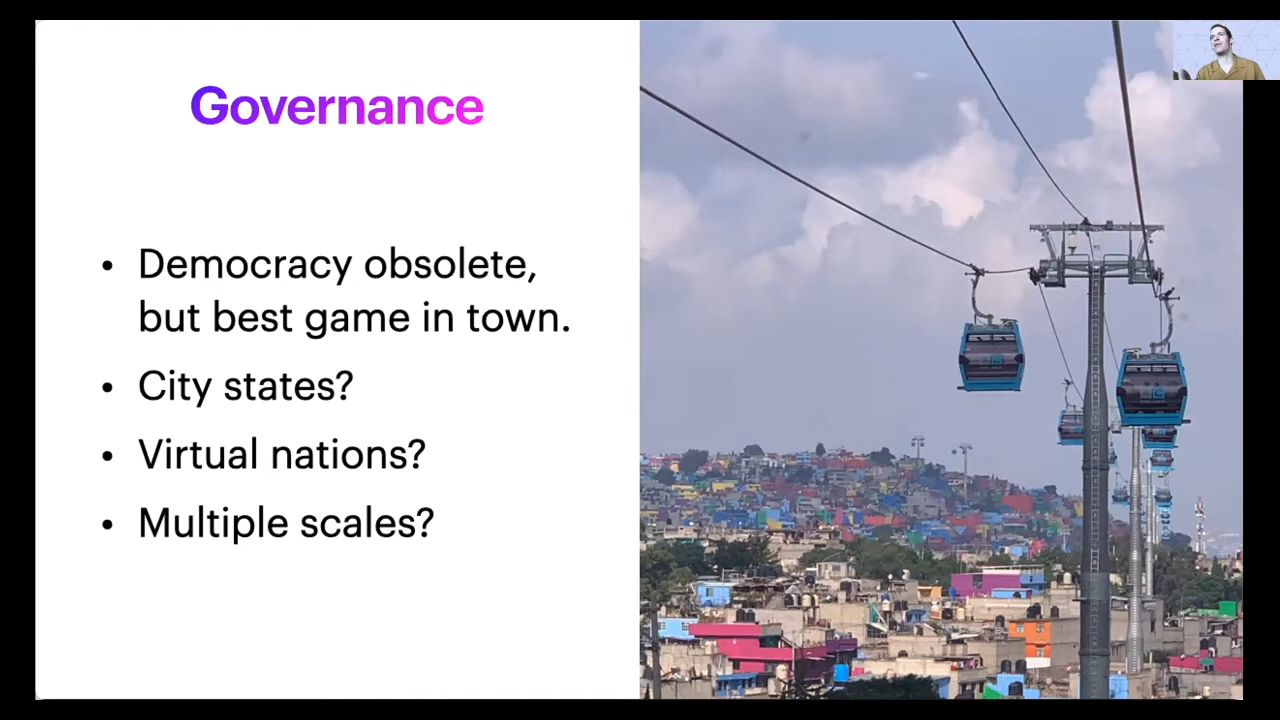 Governance
• Democracy obsolete,
but best game in town.
• City states?
• Virtual nations?
• Multiple scales?